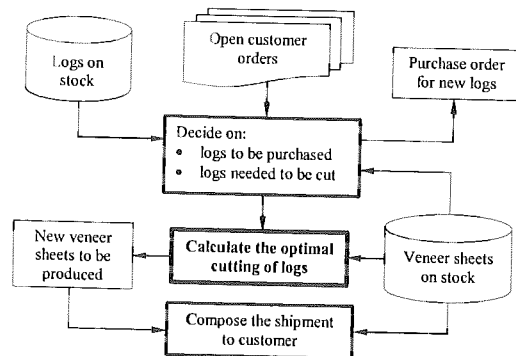 Logs on
stock
Open customer
orders
Purchase order
for new logs
Decide on:
• logs to be purchased
• logs needed to be cut
New veneer
sheets to be
produced
Calculate the optimal
cutting of logs
Veneer sheets
on stock
Compose the shipment
to customer